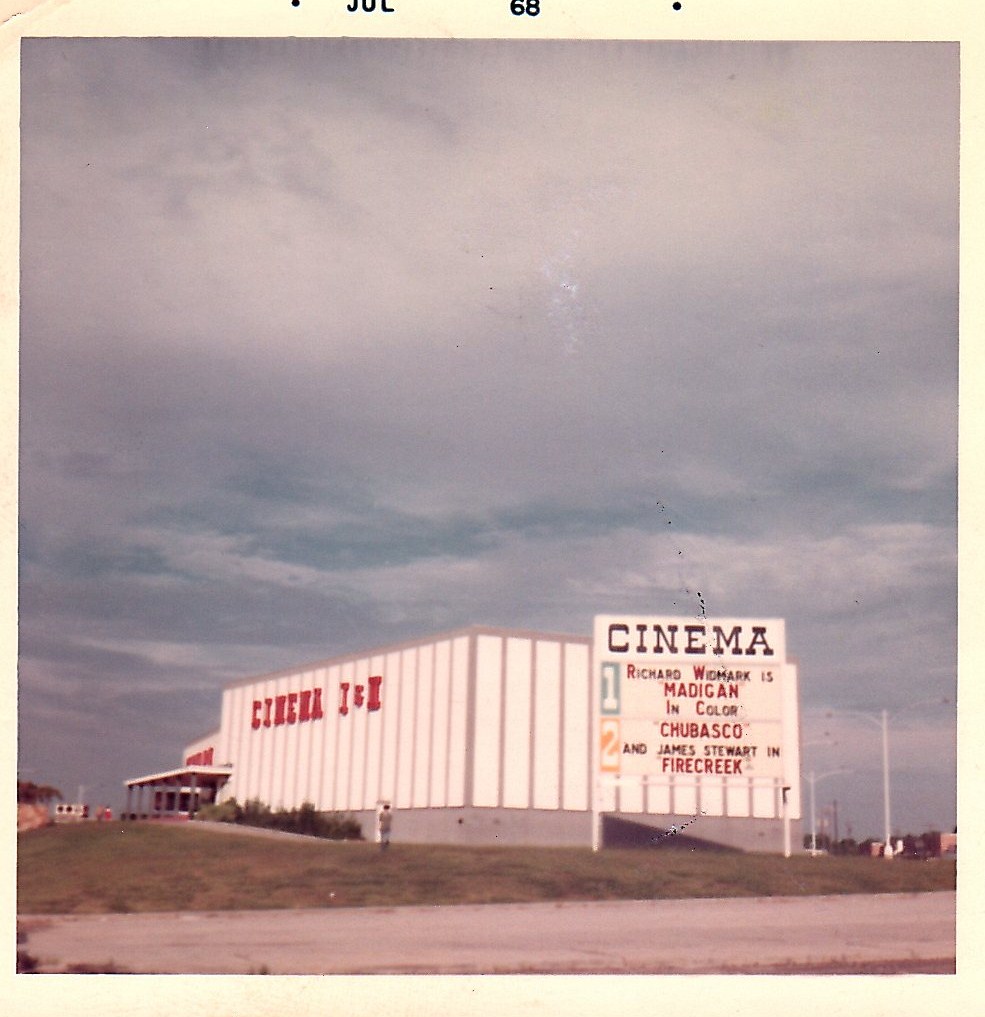 • JUL 68 •
CINEMA
1
RICHARD WIDMARK IS
"MADIGAN"
IN COLOR
2
"CHUBASCO"
AND JAMES STEWART IN
"FIRECREEK"
CINEMA I&II